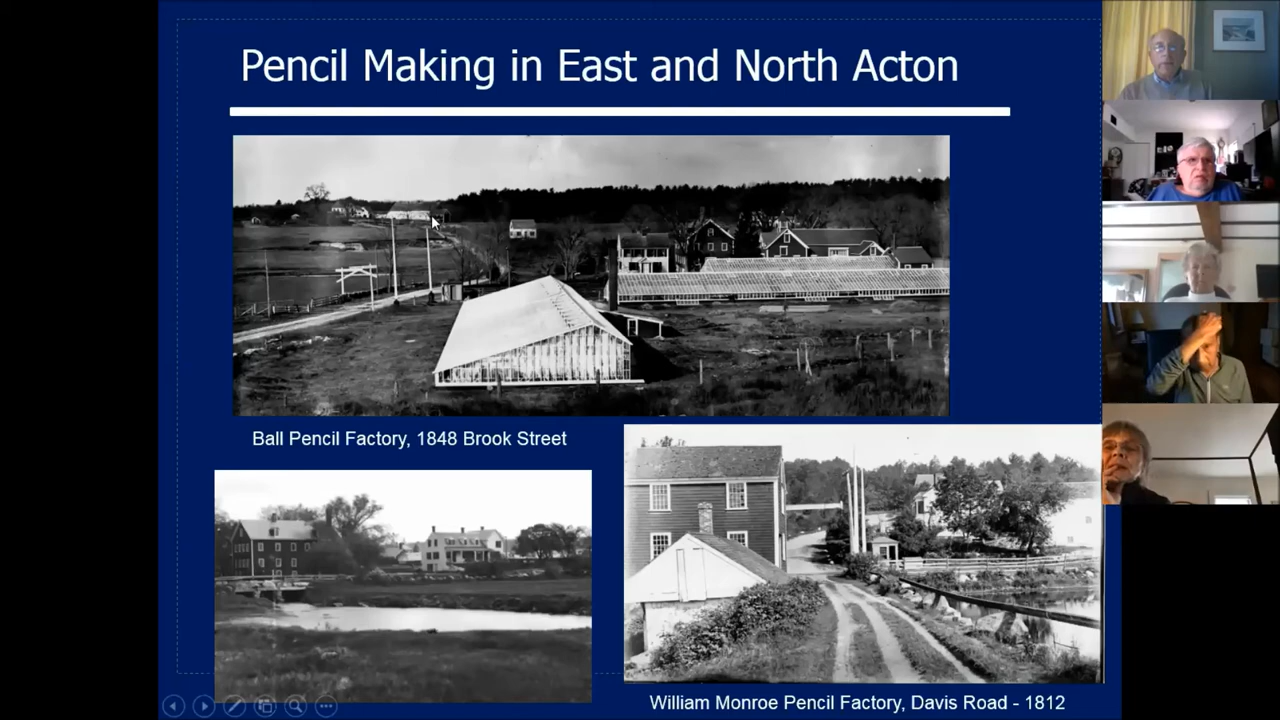 Pencil Making in East and North Acton
Ball Pencil Factory, 1848 Brook Street
William Monroe Pencil Factory, Davis Road - 1812